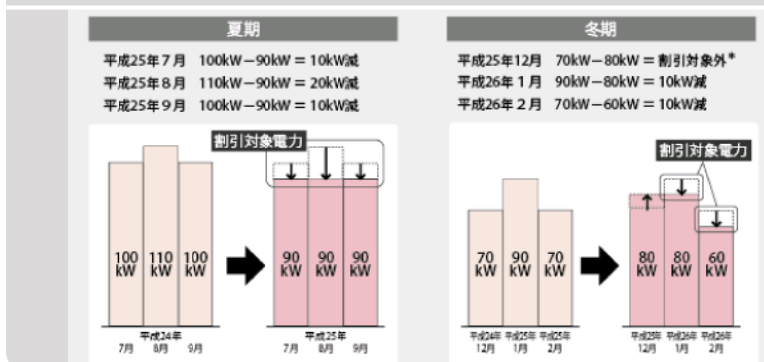 夏期
平成25年7月 100kW－90kW＝10kW減
平成25年8月 110kW－90kW＝20kW減
平成25年9月 100kW－90kW＝10kW減
割引対象電力
100 kW
110 kW
100 kW
90 kW
90 kW
90 kW
平成24年
7月 8月 9月
平成25年
7月 8月 9月
冬期
平成25年12月 70kW－80kW＝割引対象外*
平成26年1月 90kW－80kW＝10kW減
平成26年2月 70kW－60kW＝10kW減
割引対象電力
70 kW
90 kW
70 kW
80 kW
80 kW
60 kW
平成24年 平成25年 平成25年
12月 1月 2月
平成25年 平成26年 平成26年
12月 1月 2月